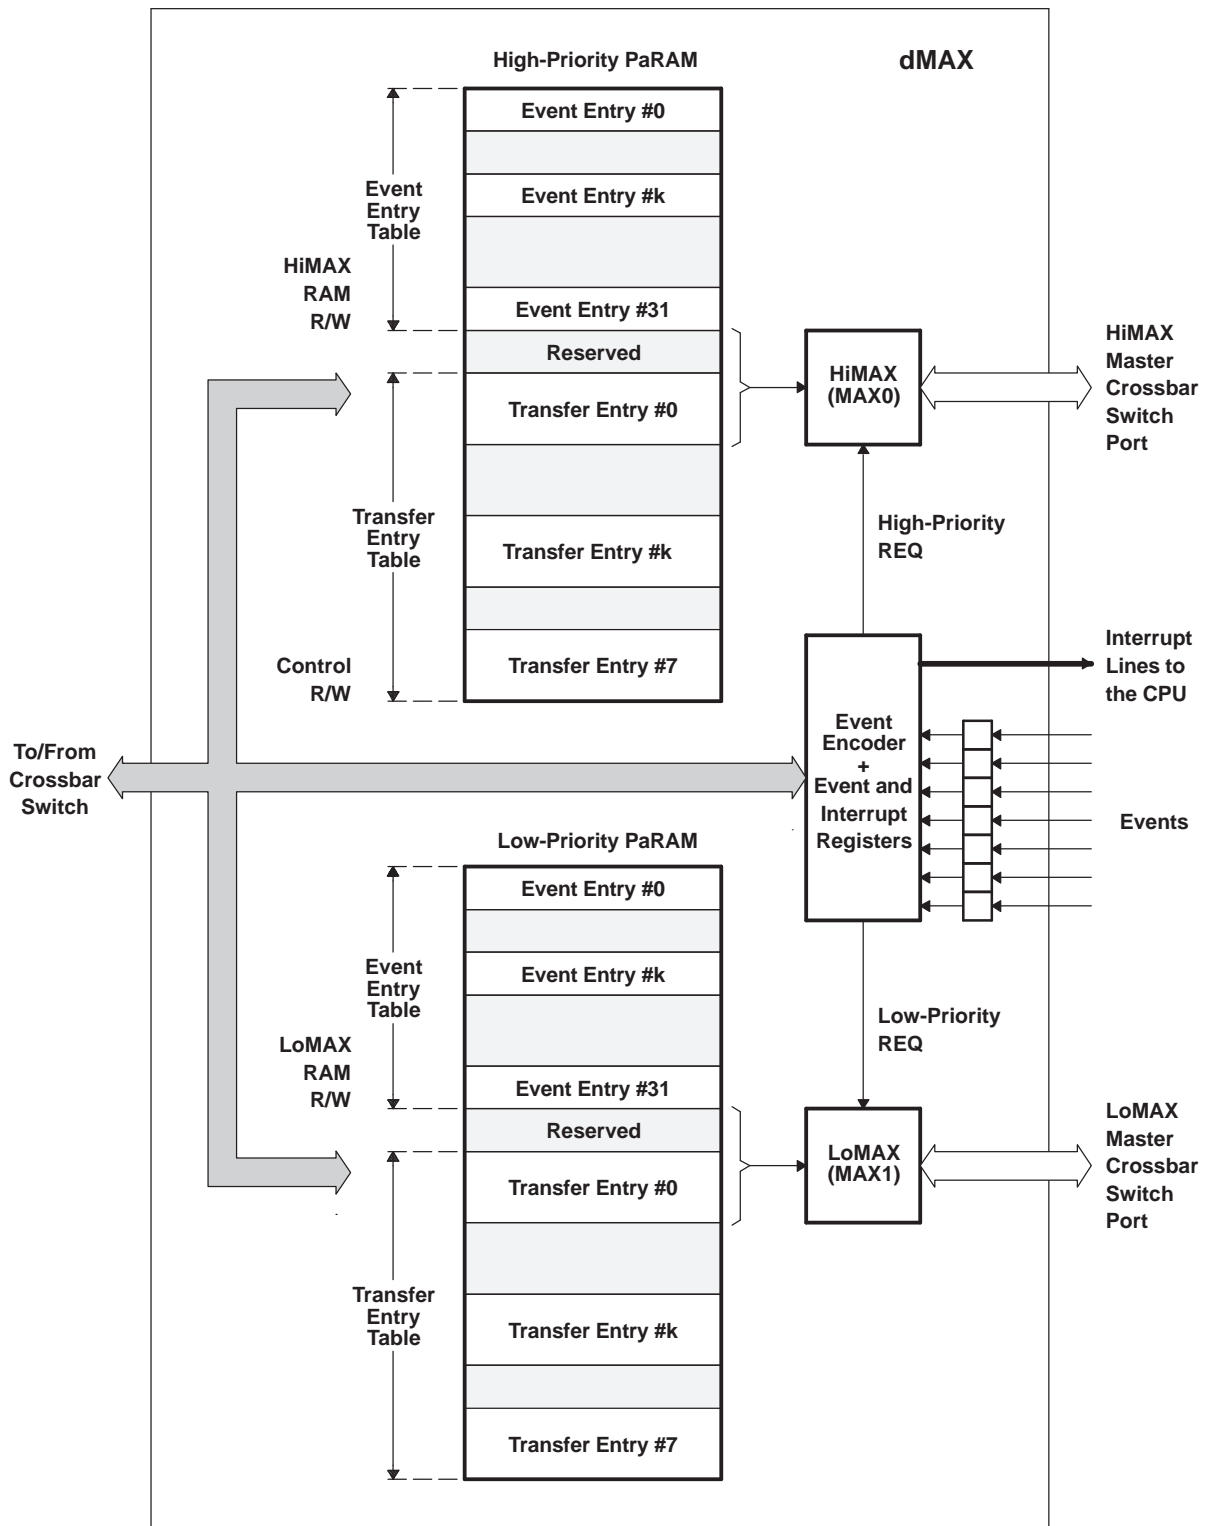 High-Priority PaRAM
dMAX
Event Entry #0
Event Entry #k
Event
Entry
Table
HiMAX
RAM
R/W
Event Entry #31
Reserved
Transfer Entry #0
Transfer
Entry
Table
Transfer Entry #k
Control
R/W
Transfer Entry #7
HiMAX
(MAX0)
HiMAX
Master
Crossbar
Switch
Port
High-Priority
REQ
Interrupt
Lines to
the CPU
Event
Encoder
+
Event and
Interrupt
Registers
Events
To/From
Crossbar
Switch
Low-Priority PaRAM
Event Entry #0
Event Entry #k
Event
Entry
Table
LoMAX
RAM
R/W
Event Entry #31
Reserved
Transfer Entry #0
Transfer
Entry
Table
Transfer Entry #k
Transfer Entry #7
Low-Priority
REQ
LoMAX
(MAX1)
LoMAX
Master
Crossbar
Switch
Port